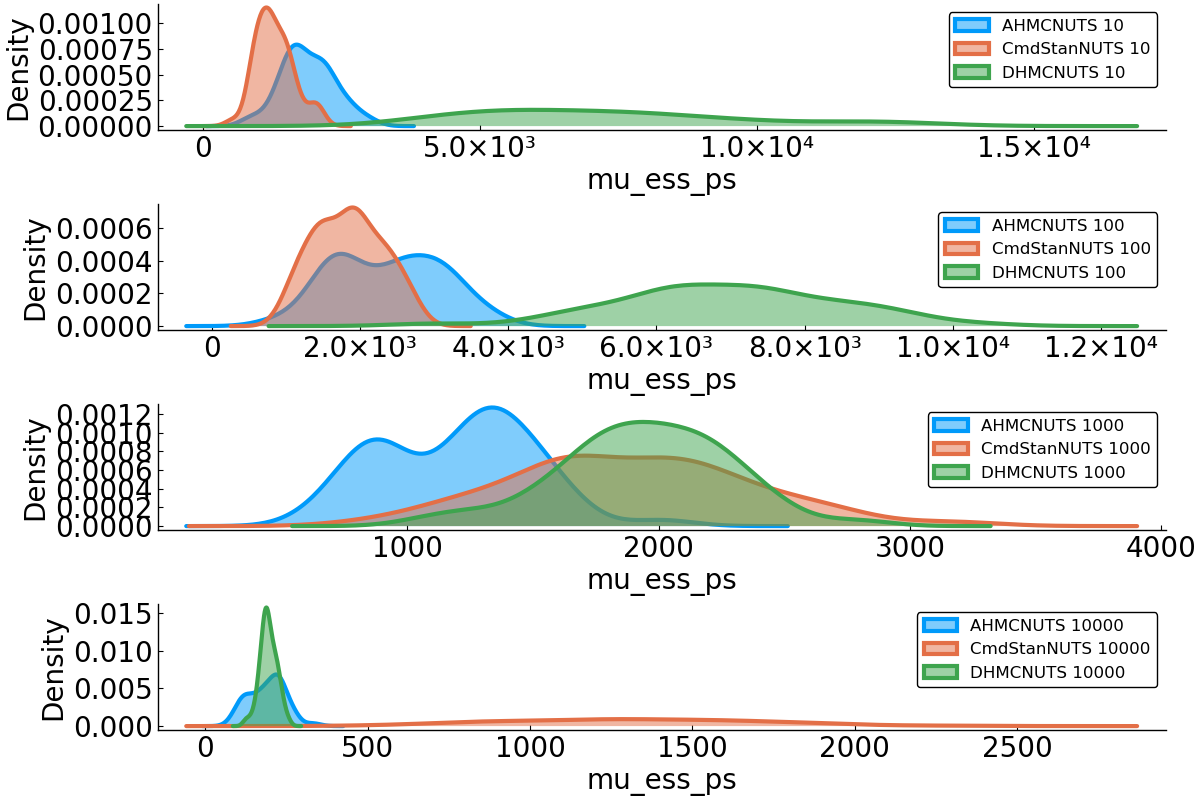 Density
0.00100
0.00075
0.00050
0.00025
0.00000
AHMCNUTS 10
CmdStanNUTS 10
DHMCNUTS 10
0 5.0×10³ 1.0×10⁴ 1.5×10⁴
mu_ess_ps
Density
0.0006
0.0004
0.0002
0.0000
AHMCNUTS 100
CmdStanNUTS 100
DHMCNUTS 100
0 2.0×10³ 4.0×10³ 6.0×10³ 8.0×10³ 1.0×10⁴ 1.2×10⁴
mu_ess_ps
Density
0.0012
0.0010
0.0008
0.0006
0.0004
0.0002
0.0000
AHMCNUTS 1000
CmdStanNUTS 1000
DHMCNUTS 1000
1000 2000 3000 4000
mu_ess_ps
Density
0.015
0.010
0.005
0.000
AHMCNUTS 10000
CmdStanNUTS 10000
DHMCNUTS 10000
0 500 1000 1500 2000 2500
mu_ess_ps